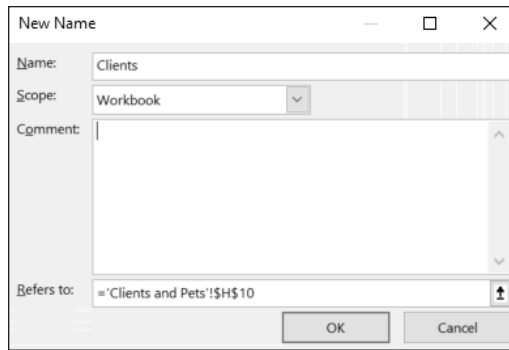 New Name
Name: Clients
Scope: Workbook
Comment:
Refers to: ='Clients and Pets'!$H$10
OK Cancel